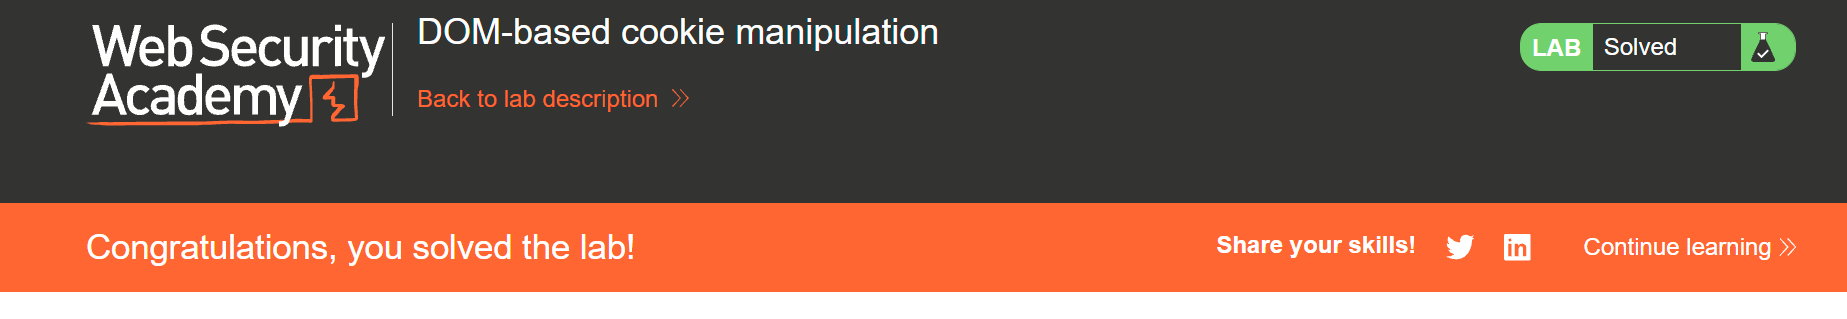 Web Security
Academy
DOM-based cookie manipulation
Back to lab description
LAB Solved
Congratulations, you solved the lab!
Share your skills!
in
Continue learning